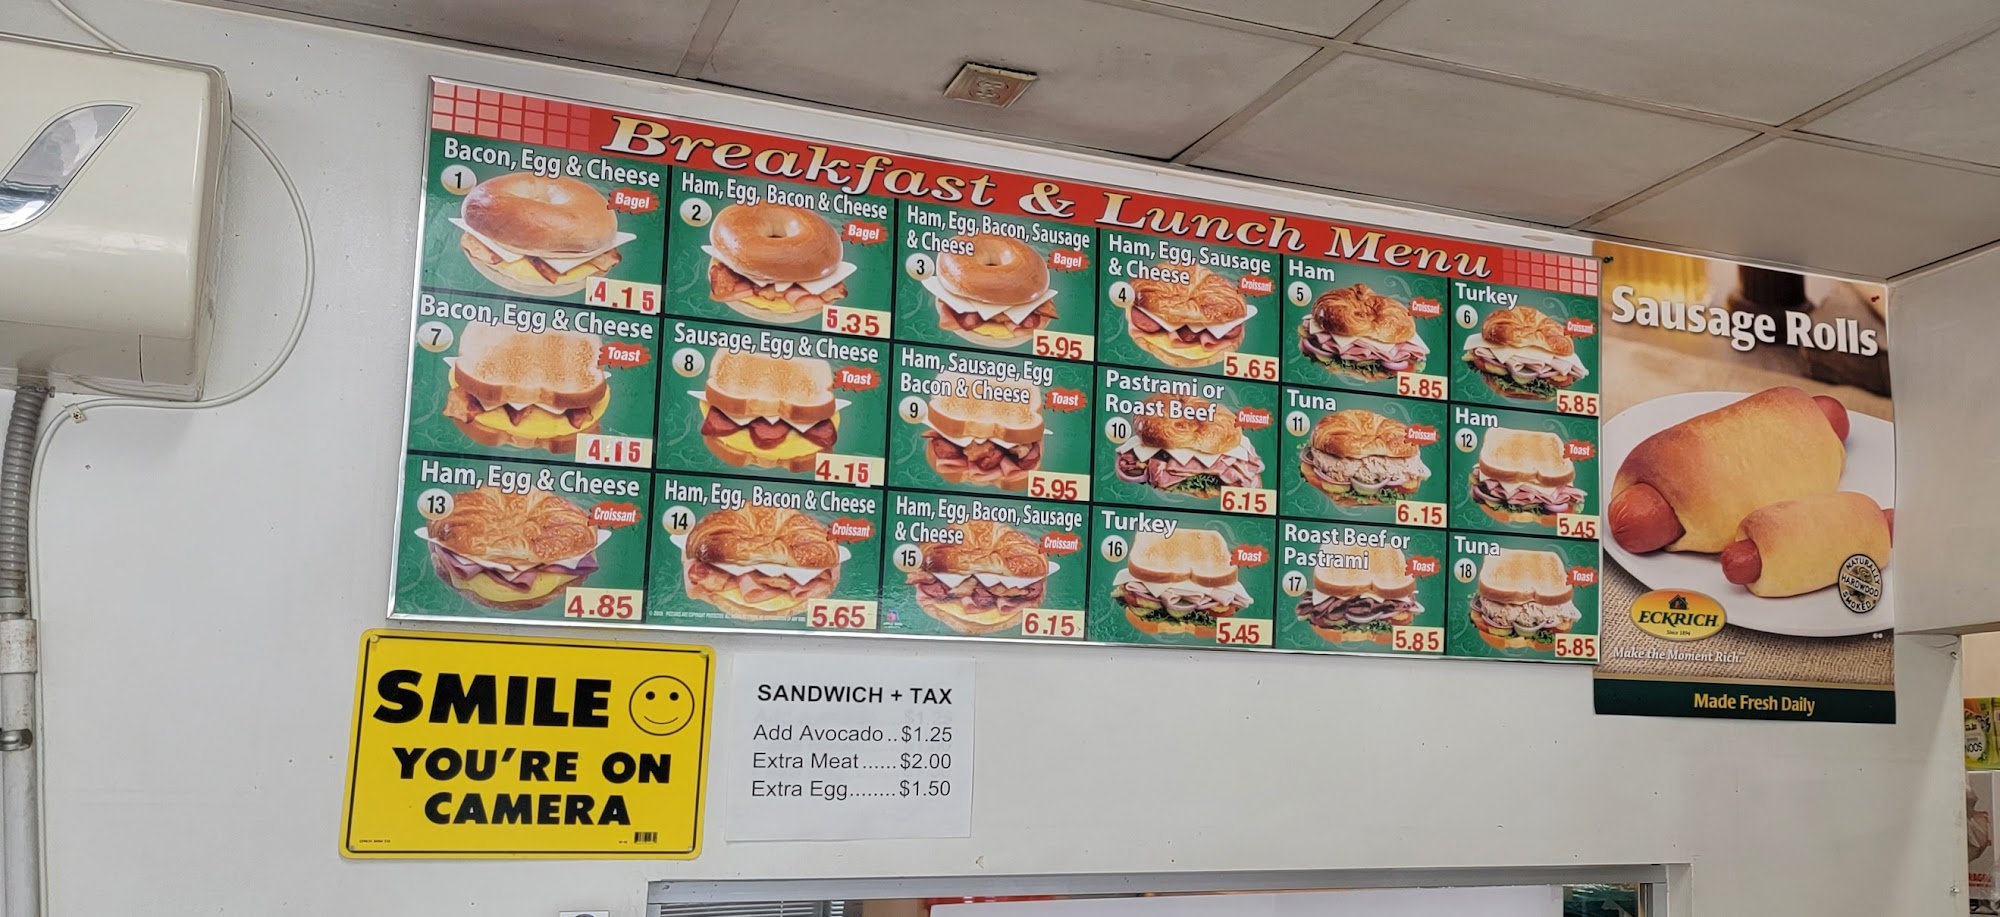 Breakfast & Lunch Menu
Bacon, Egg & Cheese
1
Bagel
4.15
Ham, Egg, Bacon & Cheese
2
Bagel
5.35
Ham, Egg, Bacon, Sausage
& Cheese
3
Bagel
5.95
Ham, Egg, Sausage
& Cheese
4
Croissant
5.65
Ham
5
Croissant
5.85
Turkey
6
Croissant
5.85
Bacon, Egg & Cheese
7
Toast
4.15
Sausage, Egg & Cheese
8
Toast
4.15
Ham, Sausage, Egg
Bacon & Cheese
9
Toast
5.95
Pastrami or
Roast Beef
10
Croissant
6.15
Tuna
11
Croissant
6.15
Ham
12
Toast
5.45
Ham, Egg & Cheese
13
Croissant
4.85
Ham, Egg, Bacon & Cheese
14
Croissant
5.65
Ham, Egg, Bacon, Sausage
& Cheese
15
Croissant
6.15
Turkey
16
Toast
5.45
Roast Beef or
Pastrami
17
Toast
5.85
Tuna
18
Toast
5.85
Sausage Rolls
NATURALLY
HARDWOOD
SMOKED
ECKRICH
Since 1894
Make the Moment Rich.
Made Fresh Daily
SMILE
YOU'RE ON
CAMERA
SANDWICH + TAX
Add Avocado..$1.25
Extra Meat......$2.00
Extra Egg........$1.50